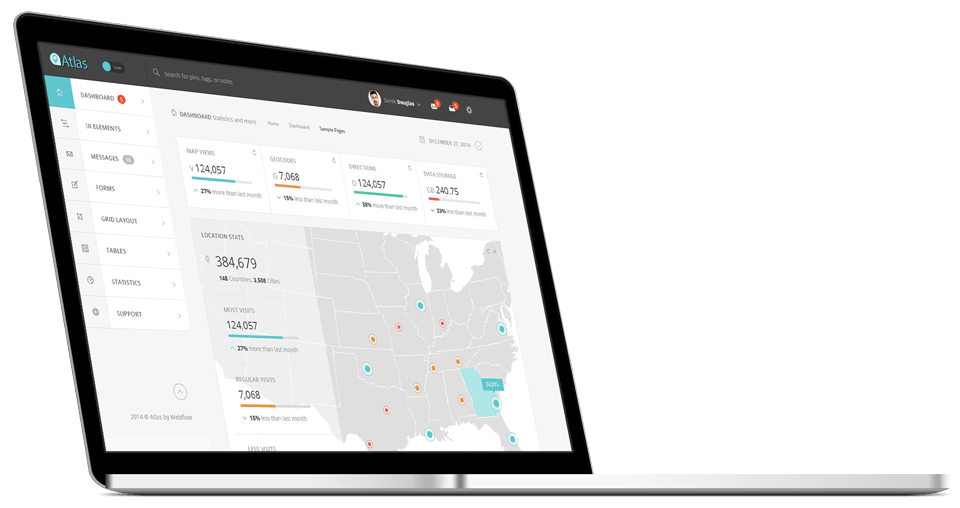 Atlas
Live
Search for pins, tags, or notes
Derek Douglas
DASHBOARD 5
UI ELEMENTS
MESSAGES
FORMS
GRID LAYOUT
TABLES
STATISTICS
SUPPORT
2014 © Atlas by Webflow
DASHBOARD Statistics and more
Home
Dashboard
Sample Pages
DECEMBER 27, 2014
MAP VIEWS
V 124,057
27% more than last month
GEOCODES
G 7,068
15% less than last month
DIRECTIONS
D 124,057
38% more than last month
DATA STORAGE
GB 240.75
23% less than last month
LOCATION STATS
384,679
148 Countries, 3,508 Cities
MOST VISITS
124,057
27% more than last month
REGULAR VISITS
7,068
15% less than last month
LESS VISITS